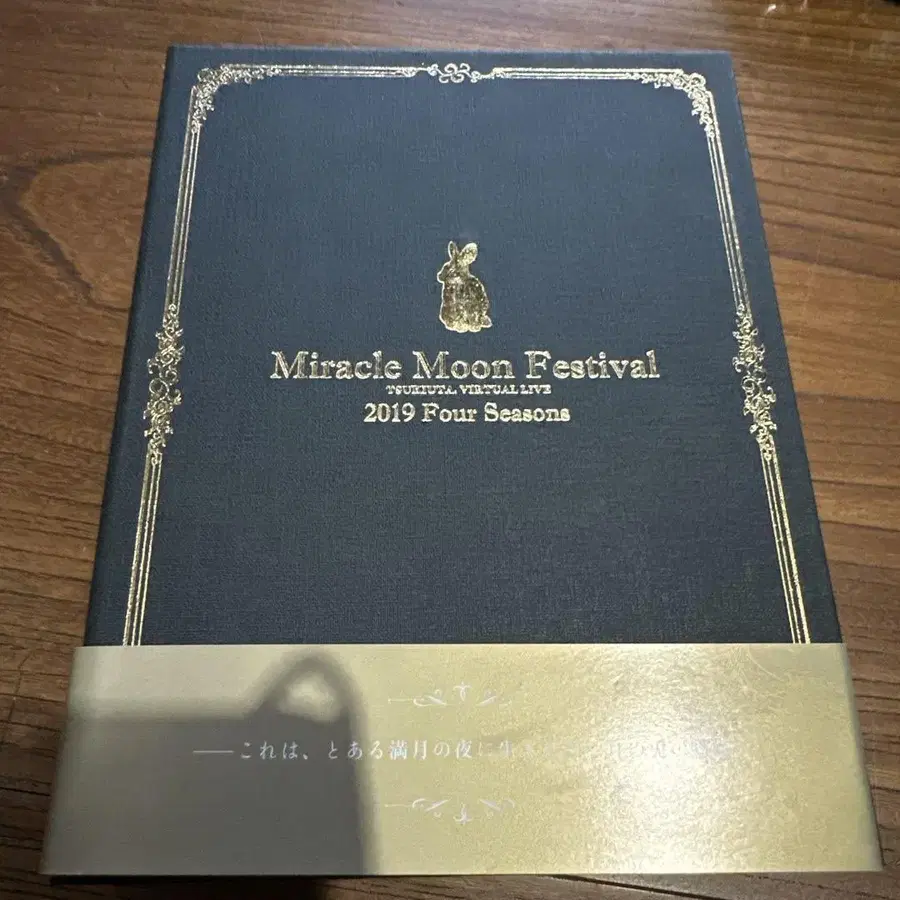 Miracle Moon Festival
TSUKIUTA. VIRTUAL LIVE
2019 Four Seasons
──これは、とある満月の夜に生